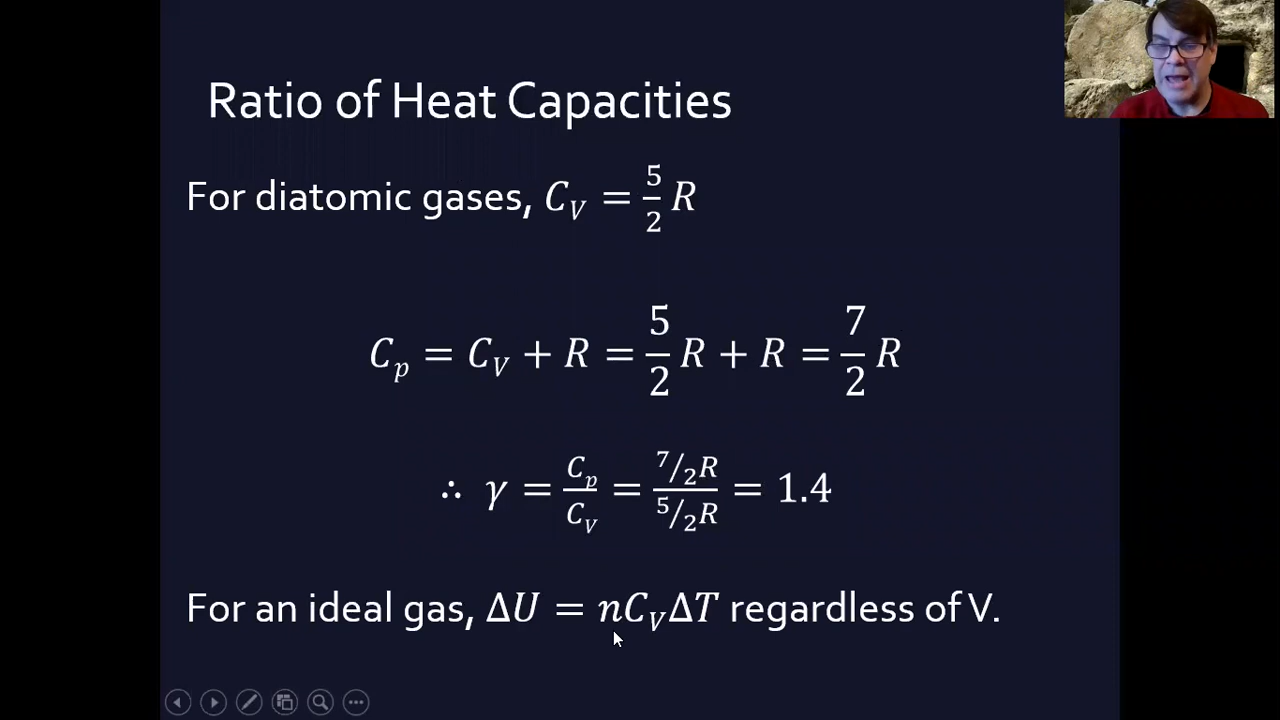 Ratio of Heat Capacities
For diatomic gases, C_V = 5/2 R
C_p = C_V + R = 5/2 R + R = 7/2 R
∴ γ = C_p/C_V = (7/2 R)/(5/2 R) = 1.4
For an ideal gas, ΔU = nC_VΔT regardless of V.